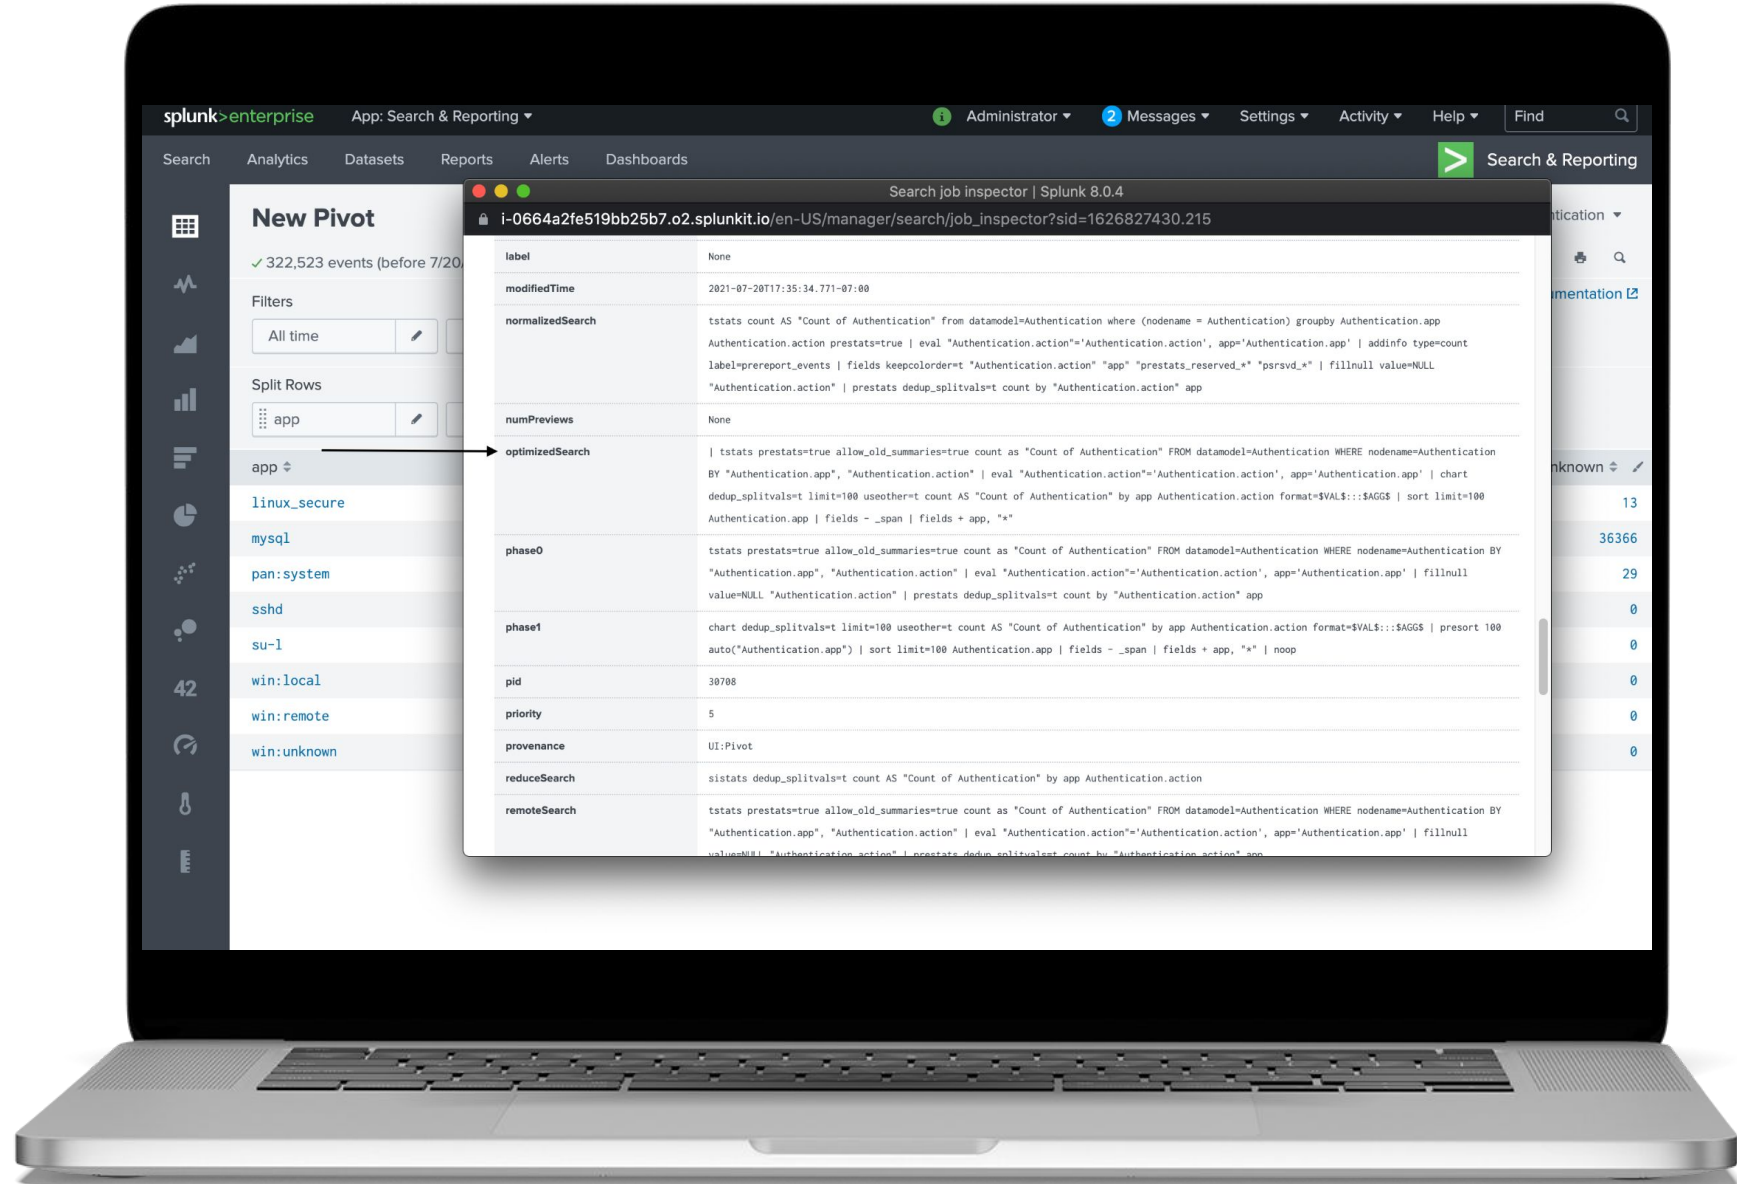 splunk>enterprise App: Search & Reporting
i Administrator 2 Messages Settings Activity Help Find
Search Analytics Datasets Reports Alerts Dashboards
Search & Reporting
New Pivot
322,523 events (before 7/20/
Filters
All time
Split Rows
app
app
linux_secure
mysql
pan:system
sshd
su-l
win:local
win:remote
win:unknown
42
Search job inspector | Splunk 8.0.4
i-0664a2fe519bb25b7.o2.splunkit.io/en-US/manager/search/job_inspector?sid=1626827430.215
label None
modifiedTime 2021-07-20T17:35:34.771-07:00
normalizedSearch tstats count AS "Count of Authentication" from datamodel=Authentication where (nodename = Authentication) groupby Authentication.app
Authentication.action prestats=true | eval "Authentication.action"='Authentication.action', app='Authentication.app' | addinfo type=count
label=prereport_events | fields keepcolorder=t "Authentication.action" "app" "prestats_reserved_*" "psrsvd_*" | fillnull value=NULL
"Authentication.action" | prestats dedup_splitvals=t count by "Authentication.action" app
numPreviews None
optimizedSearch | tstats prestats=true allow_old_summaries=true count as "Count of Authentication" FROM datamodel=Authentication WHERE nodename=Authentication
BY "Authentication.app", "Authentication.action" | eval "Authentication.action"='Authentication.action', app='Authentication.app' | chart
dedup_splitvals=t limit=100 useother=t count AS "Count of Authentication" by app Authentication.action format=$VAL$:::$AGG$ | sort limit=100
Authentication.app | fields - _span | fields + app, "*"
phase0 tstats prestats=true allow_old_summaries=true count as "Count of Authentication" FROM datamodel=Authentication WHERE nodename=Authentication BY
"Authentication.app", "Authentication.action" | eval "Authentication.action"='Authentication.action', app='Authentication.app' | fillnull
value=NULL "Authentication.action" | prestats dedup_splitvals=t count by "Authentication.action" app
phase1 chart dedup_splitvals=t limit=100 useother=t count AS "Count of Authentication" by app Authentication.action format=$VAL$:::$AGG$ | presort 100
auto("Authentication.app") | sort limit=100 Authentication.app | fields - _span | fields + app, "*" | noop
pid 30708
priority 5
provenance UI:Pivot
reduceSearch sistats dedup_splitvals=t count AS "Count of Authentication" by app Authentication.action
remoteSearch tstats prestats=true allow_old_summaries=true count as "Count of Authentication" FROM datamodel=Authentication WHERE nodename=Authentication BY
"Authentication.app", "Authentication.action" | eval "Authentication.action"='Authentication.action', app='Authentication.app' | fillnull
value=NULL "Authentication.action" | prestats dedup_splitvals=t count by "Authentication.action" app
ntication
umentation
nknown
13
36366
29
0
0
0
0
0